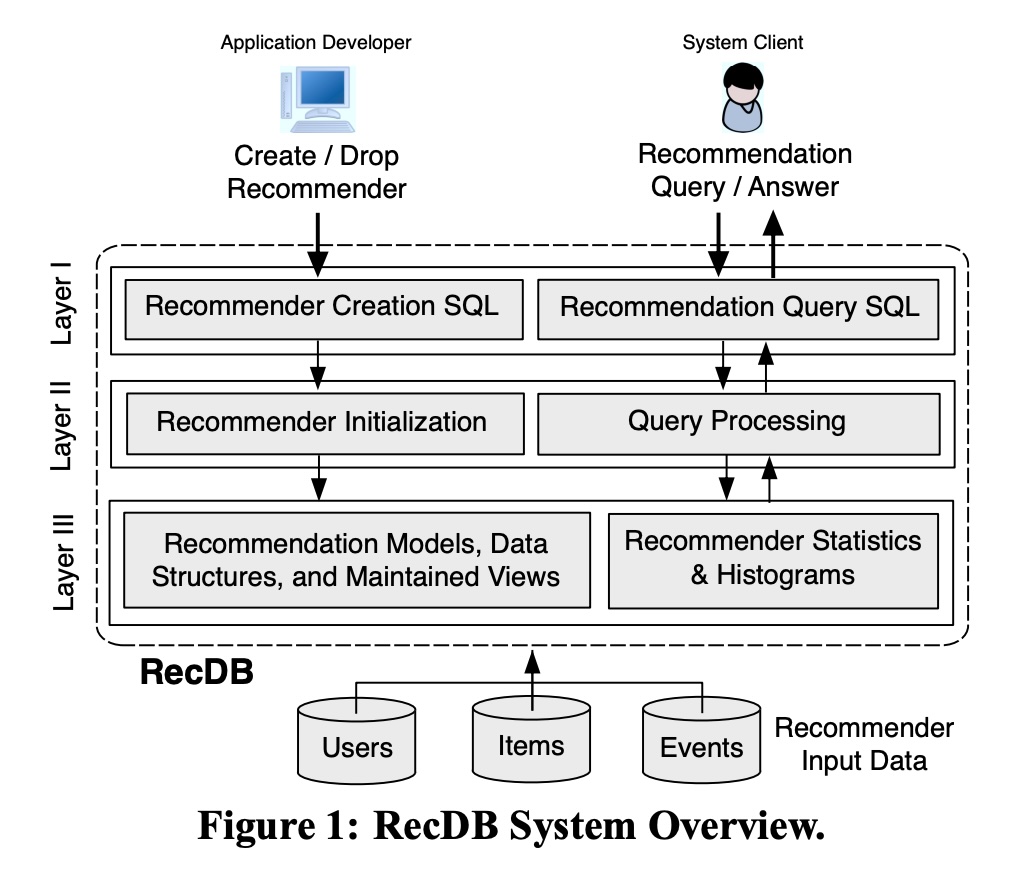 Application Developer
System Client
Create / Drop
Recommender
Recommendation
Query / Answer
Layer I
Recommender Creation SQL
Recommendation Query SQL
Layer II
Recommender Initialization
Query Processing
Layer III
Recommendation Models, Data
Structures, and Maintained Views
Recommender Statistics
& Histograms
RecDB
Users
Items
Events
Recommender
Input Data
Figure 1: RecDB System Overview.